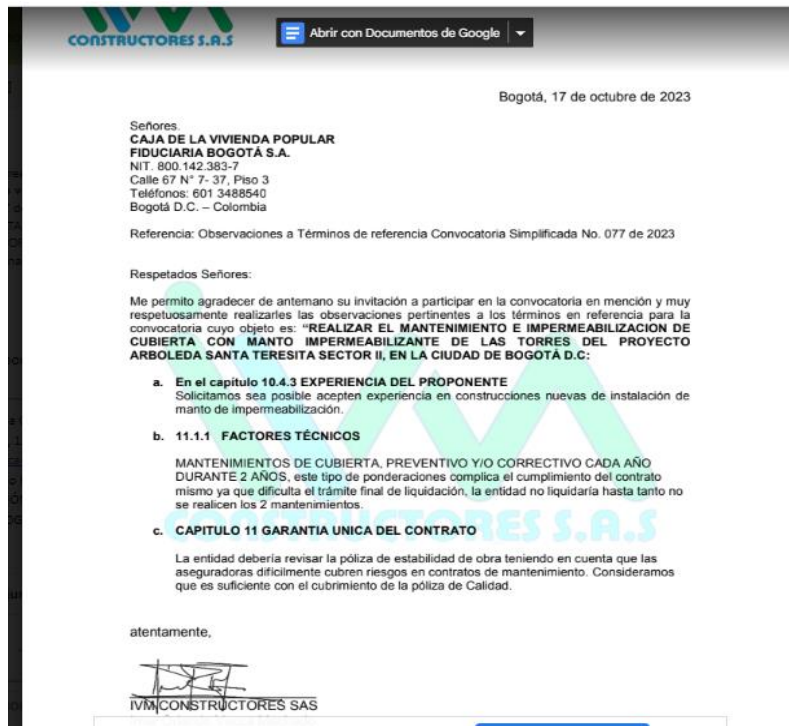 CONSTRUCTORES S.A.S
Abrir con Documentos de Google
Bogotá, 17 de octubre de 2023
Señores.
CAJA DE LA VIVIENDA POPULAR
FIDUCIARIA BOGOTÁ S.A.
NIT. 800.142.383-7
Calle 67 N° 7- 37, Piso 3
Teléfonos: 601 3488540
Bogotá D.C. – Colombia
Referencia: Observaciones a Términos de referencia Convocatoria Simplificada No. 077 de 2023
Respetados Señores:
Me permito agradecer de antemano su invitación a participar en la convocatoria en mención y muy
respetuosamente realizarles las observaciones pertinentes a los términos en referencia para la
convocatoria cuyo objeto es: “REALIZAR EL MANTENIMIENTO E IMPERMEABILIZACION DE
CUBIERTA CON MANTO IMPERMEABILIZANTE DE LAS TORRES DEL PROYECTO
ARBOLEDA SANTA TERESITA SECTOR II, EN LA CIUDAD DE BOGOTÁ D.C:
a. En el capítulo 10.4.3 EXPERIENCIA DEL PROPONENTE
Solicitamos sea posible acepten experiencia en construcciones nuevas de instalación de
manto de impermeabilización.
b. 11.1.1 FACTORES TÉCNICOS
MANTENIMIENTOS DE CUBIERTA, PREVENTIVO Y/O CORRECTIVO CADA AÑO
DURANTE 2 AÑOS, este tipo de ponderaciones complica el cumplimiento del contrato
mismo ya que dificulta el trámite final de liquidación, la entidad no liquidaría hasta tanto no
se realicen los 2 mantenimientos.
CONSTRUCTORES S.A.S
c. CAPITULO 11 GARANTIA UNICA DEL CONTRATO
La entidad debería revisar la póliza de estabilidad de obra teniendo en cuenta que las
aseguradoras difícilmente cubren riesgos en contratos de mantenimiento. Consideramos
que es suficiente con el cubrimiento de la póliza de Calidad.
atentamente,
IVM CONSTRUCTORES SAS